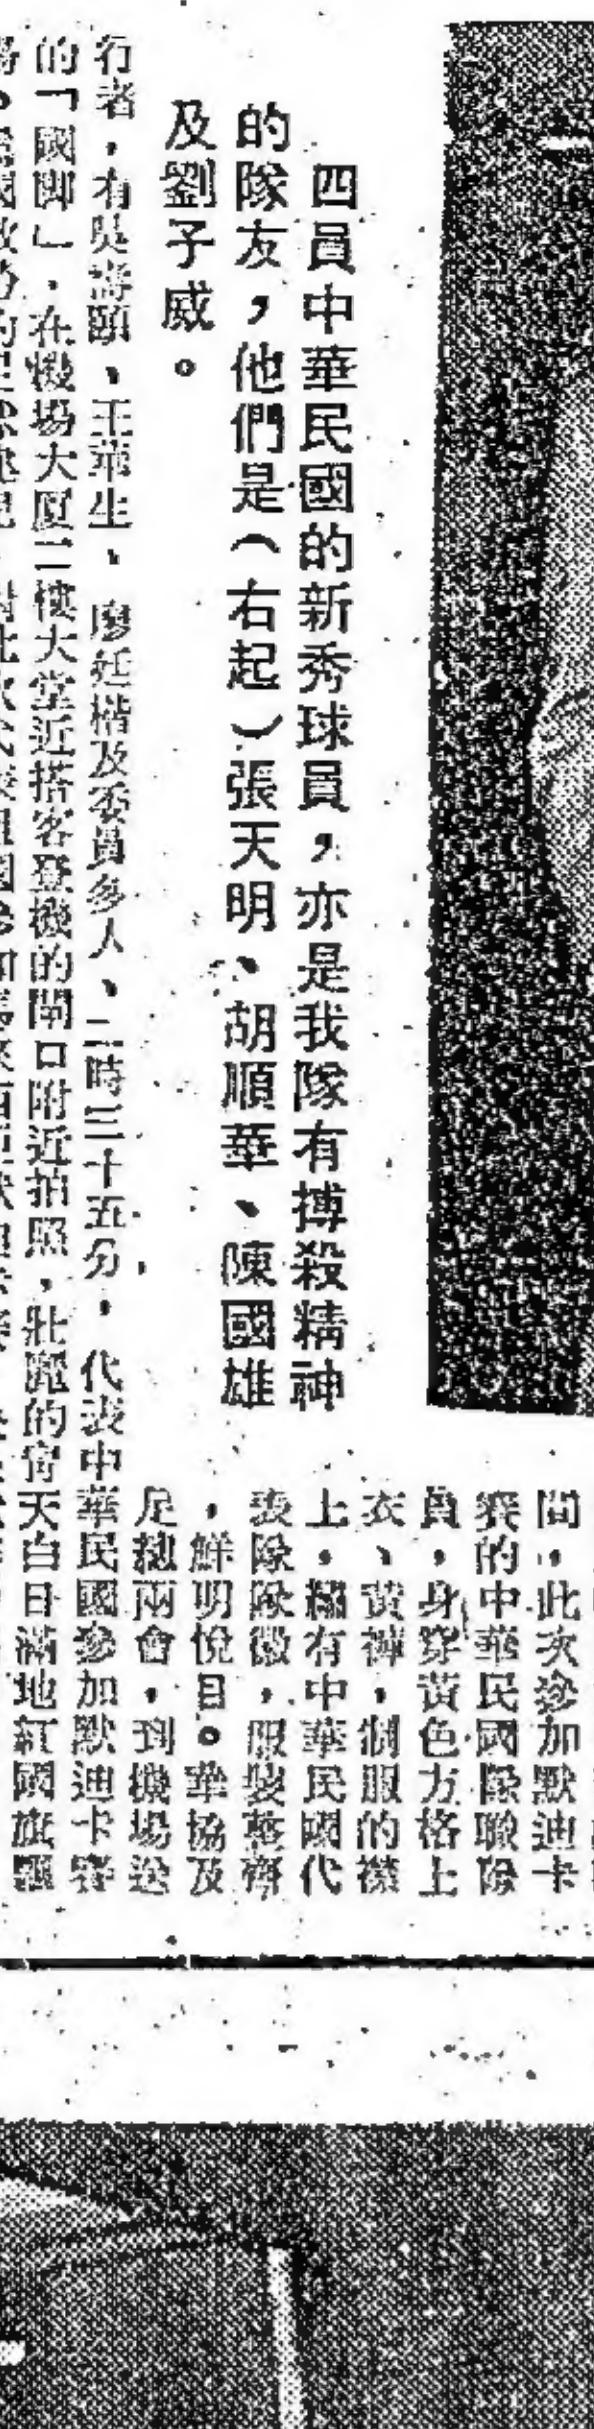 四員中華民國的新秀球員，亦是我隊有搏殺精神
的隊友，他們是（右起）張天明、胡順華、陳國雄
及劉子威。
間，此次參加默迪卡
賽的中華民國隊職隊
員，身穿黃色方格上
衣、黃褲，制服的襟
上，繡有中華民國代
表隊隊徽，服裝整齊
，鮮明悅目。華協及
足總兩會，到機場送
行者，有吳壽頤、王華生、廖廷楷及委員多人、二時三十五分，代表中華民國參加默迪卡賽
的「國脚」，在機場大廈二樓大堂近搭客登機的閘口附近拍照，壯麗的青天白日滿地紅國旗飄